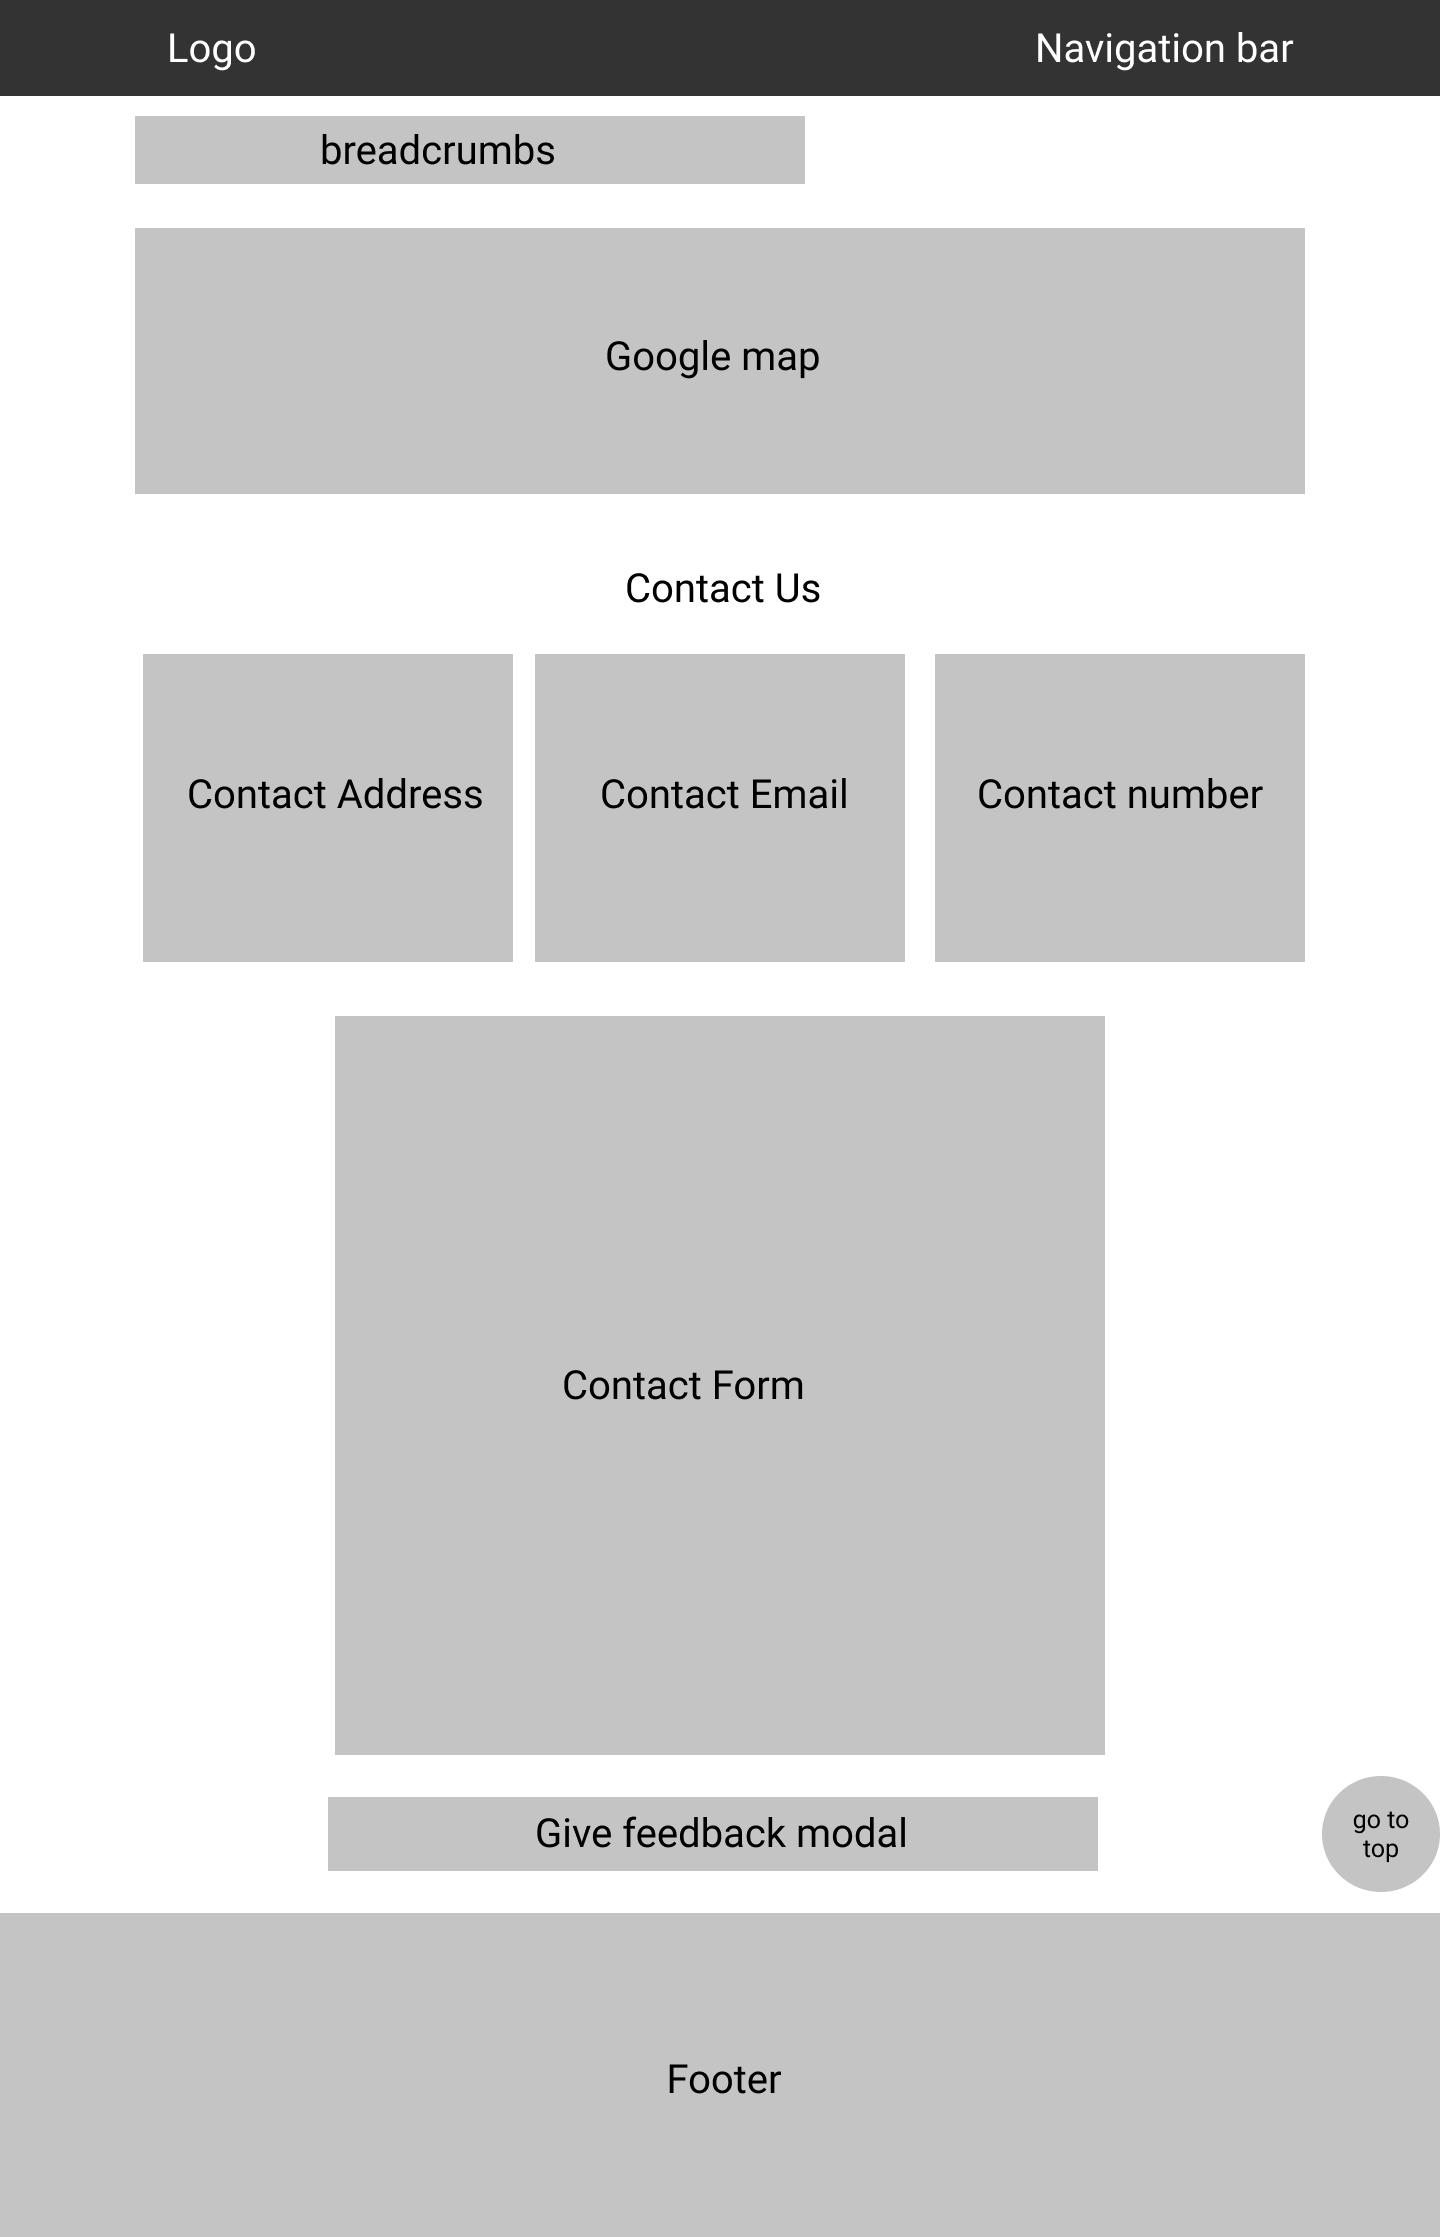 Logo
Navigation bar
breadcrumbs
Google map
Contact Us
Contact Address
Contact Email
Contact number
Contact Form
Give feedback modal
go to
top
Footer